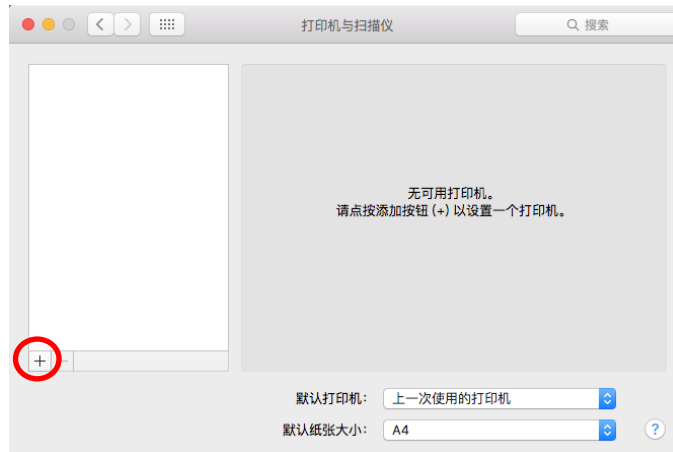 打印机与扫描仪
搜索
无可用打印机。
请点按添加按钮 (+) 以设置一个打印机。
+ −
默认打印机: 上一次使用的打印机
默认纸张大小: A4
?